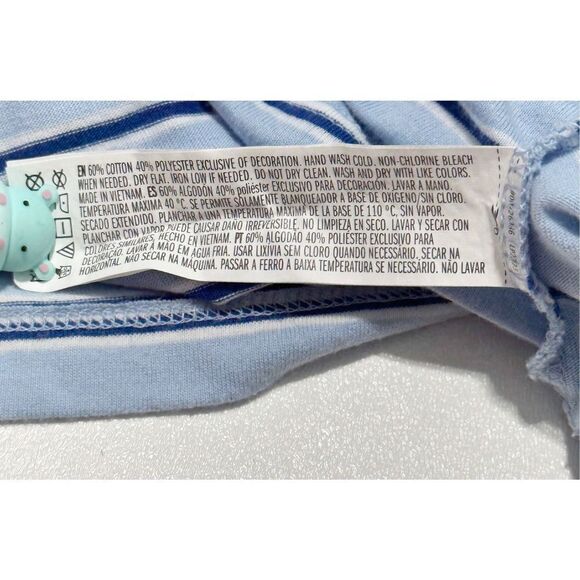 EN 60% COTTON 40% POLYESTER EXCLUSIVE OF DECORATION. HAND WASH COLD. NON-CHLORINE BLEACH
WHEN NEEDED. DRY FLAT. IRON LOW IF NEEDED. DO NOT DRY CLEAN. WASH AND DRY WITH LIKE COLORS.
MADE IN VIETNAM. ES 60% ALGODÓN 40% poliéster EXCLUSIVO PARA DECORACIÓN. LAVAR A MANO.
TEMPERATURA MAXIMA 40 °C. SE PERMITE SOLAMENTE BLANQUEADOR A BASE DE OXIGENO/SIN CLORO.
SECADO EXTENDIDO. PLANCHAR A UNA TEMPERATURA MAXIMA DE LA BASE DE 110 °C, SIN VAPOR.
PLANCHAR CON VAPOR PUEDE CAUSAR DAÑO IRREVERSIBLE. NO LIMPIEZA EN SECO. LAVAR Y SECAR CON
COLORES SIMILARES, HECHO EN VIETNAM. PT 60% ALGODÃO 40% POLIÉSTER EXCLUSIVO PARA
DECORAÇÃO. LAVAR À MÃO EM AGUA FRIA. USAR LIXIVIA SEM CLORO QUANDO NECESSÁRIO. SECAR NA
HORIZONTAL. NÃO SECAR NA MÁQUINA. PASSAR A FERRO A BAIXA TEMPERATURA SE NECESSÁRIO. NÃO LAVAR